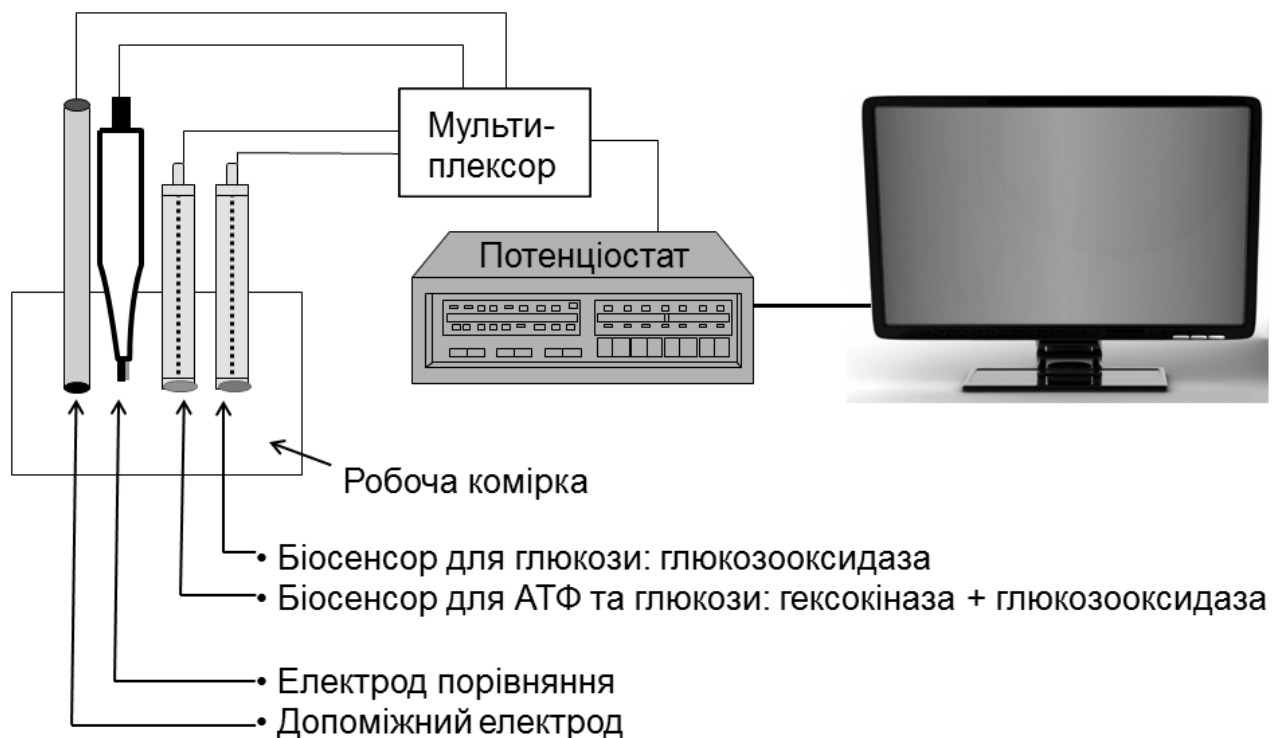 Мульти-
плексор
Потенціостат
Робоча комірка
• Біосенсор для глюкози: глюкозооксидаза
• Біосенсор для АТФ та глюкози: гексокіназа + глюкозооксидаза
• Електрод порівняння
• Допоміжний електрод